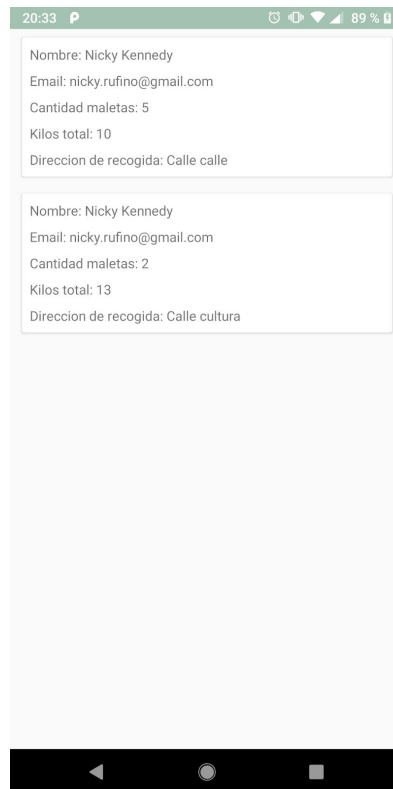 20:33 89 %
Nombre: Nicky Kennedy
Email: nicky.rufino@gmail.com
Cantidad maletas: 5
Kilos total: 10
Direccion de recogida: Calle calle
Nombre: Nicky Kennedy
Email: nicky.rufino@gmail.com
Cantidad maletas: 2
Kilos total: 13
Direccion de recogida: Calle cultura